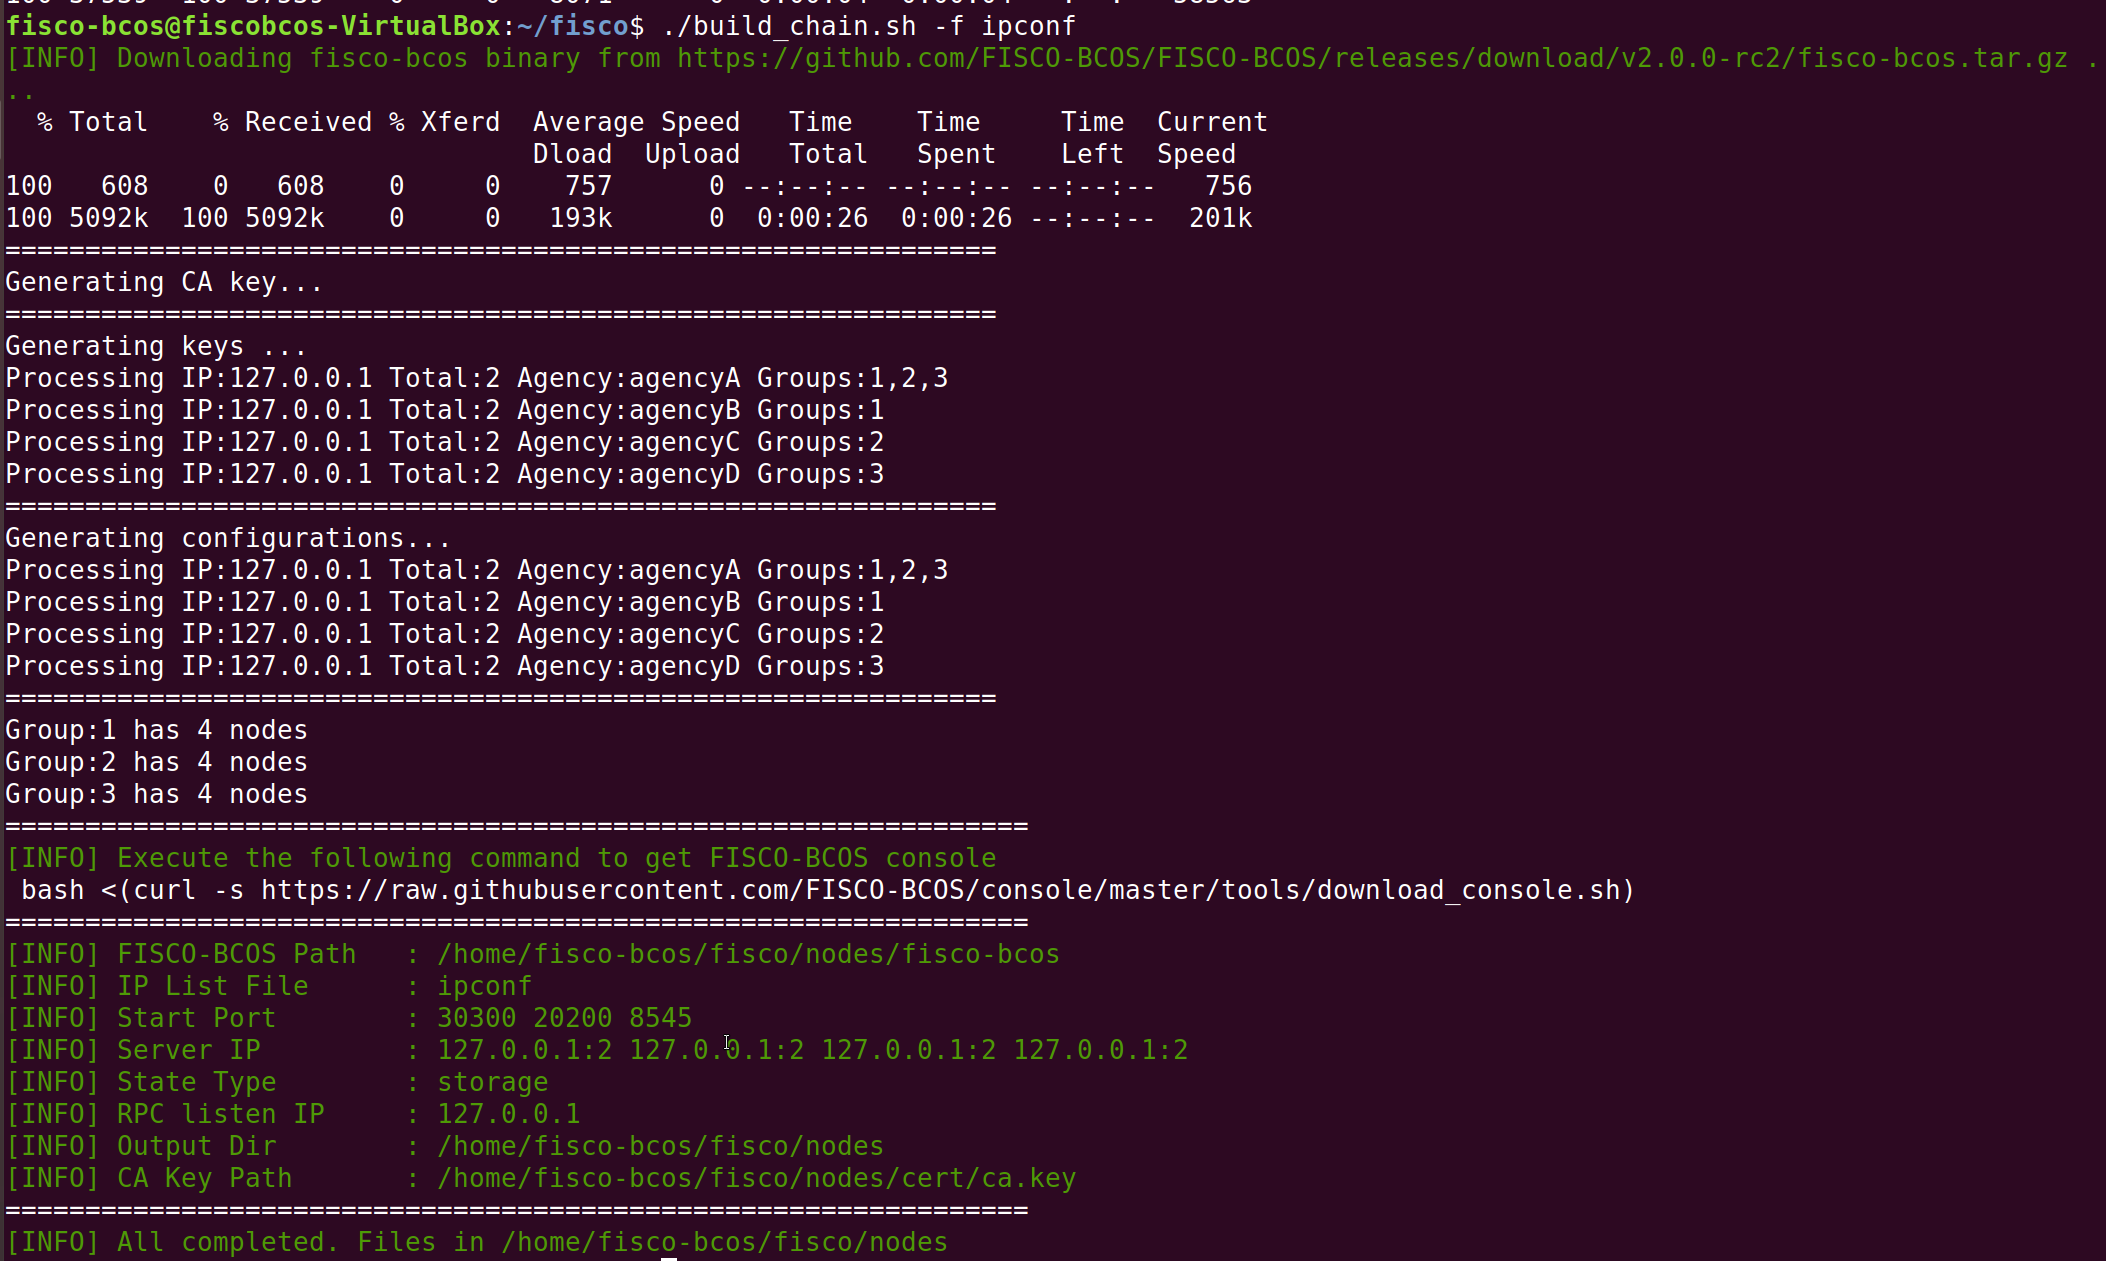 fisco-bcos@fiscobcos-VirtualBox:~/fisco$ ./build_chain.sh -f ipconf
[INFO] Downloading fisco-bcos binary from https://github.com/FISCO-BCOS/FISCO-BCOS/releases/download/v2.0.0-rc2/fisco-bcos.tar.gz .
..
  % Total    % Received % Xferd  Average Speed   Time    Time     Time  Current
                                 Dload  Upload   Total   Spent    Left  Speed
100   608    0   608    0     0    757      0 --:--:-- --:--:-- --:--:--   756
100 5092k  100 5092k    0     0   193k      0  0:00:26  0:00:26 --:--:--  201k
==============================================================
Generating CA key...
==============================================================
Generating keys ...
Processing IP:127.0.0.1 Total:2 Agency:agencyA Groups:1,2,3
Processing IP:127.0.0.1 Total:2 Agency:agencyB Groups:1
Processing IP:127.0.0.1 Total:2 Agency:agencyC Groups:2
Processing IP:127.0.0.1 Total:2 Agency:agencyD Groups:3
==============================================================
Generating configurations...
Processing IP:127.0.0.1 Total:2 Agency:agencyA Groups:1,2,3
Processing IP:127.0.0.1 Total:2 Agency:agencyB Groups:1
Processing IP:127.0.0.1 Total:2 Agency:agencyC Groups:2
Processing IP:127.0.0.1 Total:2 Agency:agencyD Groups:3
==============================================================
Group:1 has 4 nodes
Group:2 has 4 nodes
Group:3 has 4 nodes
================================================================
[INFO] Execute the following command to get FISCO-BCOS console
 bash <(curl -s https://raw.githubusercontent.com/FISCO-BCOS/console/master/tools/download_console.sh)
================================================================
[INFO] FISCO-BCOS Path   : /home/fisco-bcos/fisco/nodes/fisco-bcos
[INFO] IP List File      : ipconf
[INFO] Start Port        : 30300 20200 8545
[INFO] Server IP         : 127.0.0.1:2 127.0.0.1:2 127.0.0.1:2 127.0.0.1:2
[INFO] State Type        : storage
[INFO] RPC listen IP     : 127.0.0.1
[INFO] Output Dir        : /home/fisco-bcos/fisco/nodes
[INFO] CA Key Path       : /home/fisco-bcos/fisco/nodes/cert/ca.key
================================================================
[INFO] All completed. Files in /home/fisco-bcos/fisco/nodes